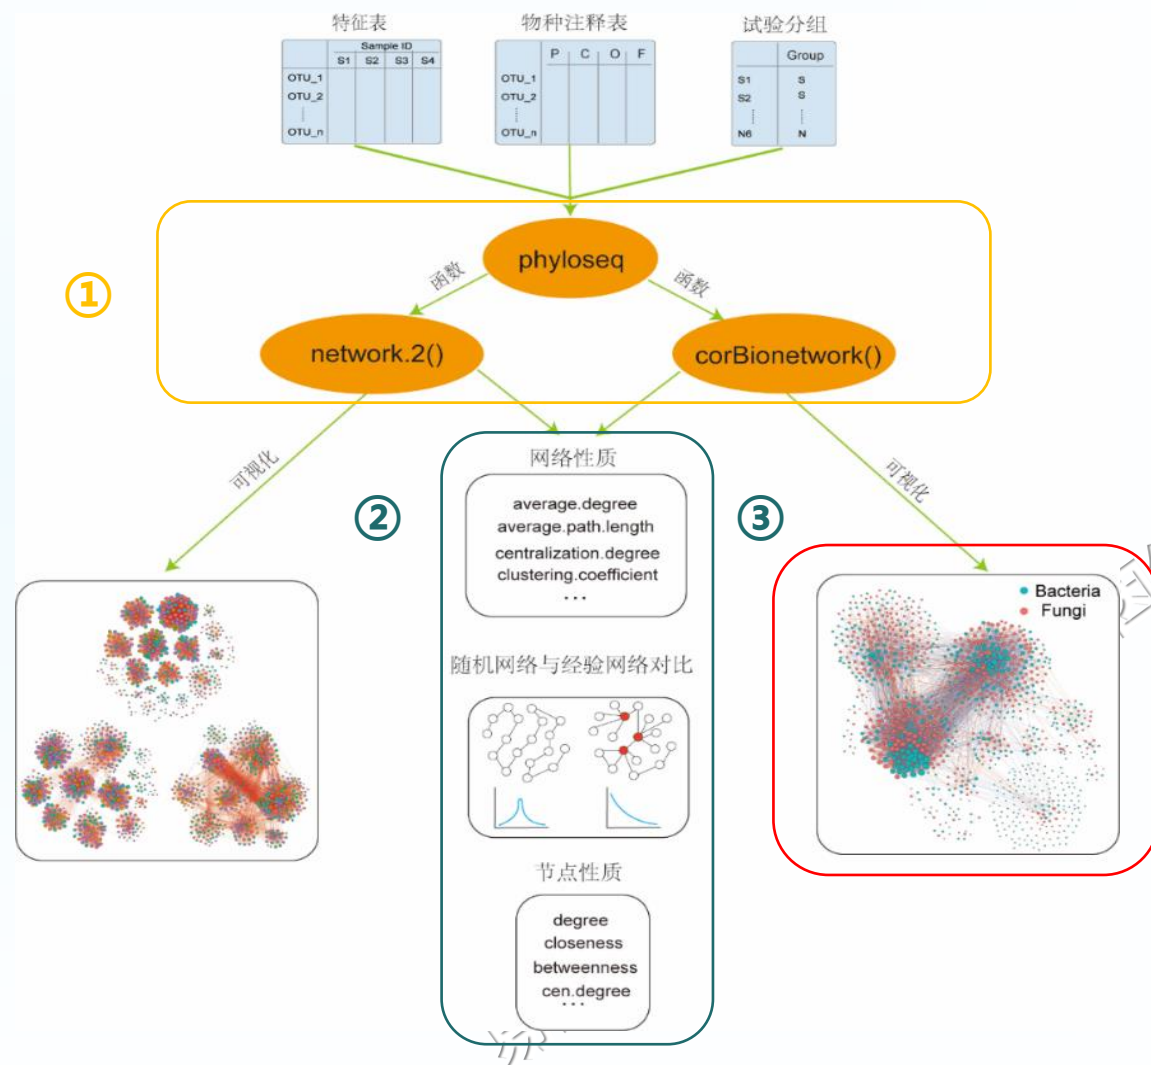 特征表
Sample ID
S1 S2 S3 S4
OTU_1
OTU_2
OTU_n
物种注释表
P C O F
OTU_1
OTU_2
OTU_n
试验分组
Group
S1 S
S2 S
N6 N
①
phyloseq
函数
函数
network.2()
corBionetwork()
可视化
可视化
②
网络性质
average.degree
average.path.length
centralization.degree
clustering.coefficient
...
随机网络与经验网络对比
节点性质
degree
closeness
betweenness
cen.degree
...
③
Bacteria
Fungi